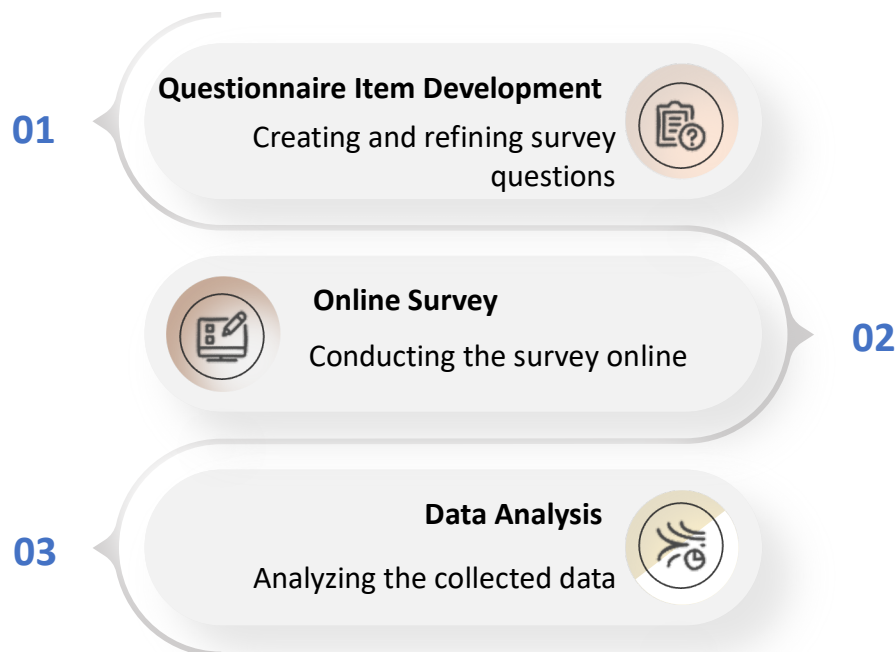 01
Questionnaire Item Development
Creating and refining survey
questions
Online Survey
Conducting the survey online
02
03
Data Analysis
Analyzing the collected data